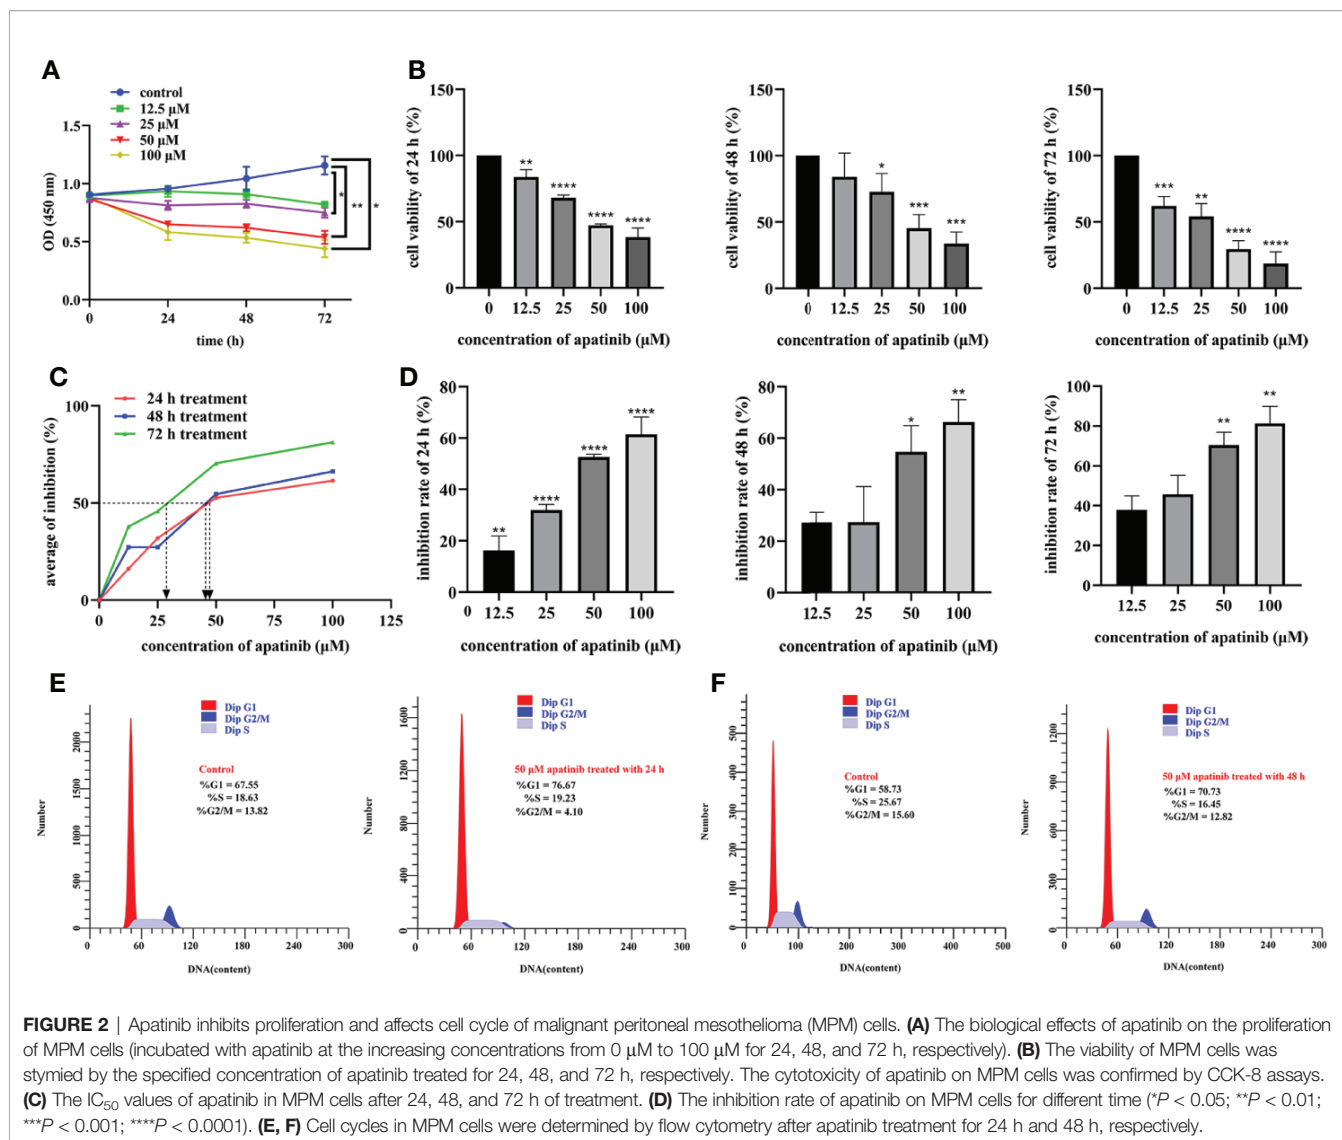 A
control
12.5 µM
25 µM
50 µM
100 µM
1.5
1.0
0.5
0.0
OD (450 nm)
* ** *
0 24 48 72
time (h)
B
150
100
50
0
cell viability of 24 h (%)
** **** **** ****
0 12.5 25 50 100
concentration of apatinib (µM)
150
100
50
0
cell viability of 48 h (%)
* *** ***
0 12.5 25 50 100
concentration of apatinib (µM)
150
100
50
0
cell viability of 72 h (%)
*** ** **** ****
0 12.5 25 50 100
concentration of apatinib (µM)
C
24 h treatment
48 h treatment
72 h treatment
100
50
0
average of inhibition (%)
0 25 50 75 100 125
concentration of apatinib (µM)
D
80
60
40
20
0
inhibition rate of 24 h (%)
** **** **** ****
0 12.5 25 50 100
concentration of apatinib (µM)
80
60
40
20
0
inhibition rate of 48 h (%)
* **
12.5 25 50 100
concentration of apatinib (µM)
100
80
60
40
20
0
inhibition rate of 72 h (%)
** **
12.5 25 50 100
concentration of apatinib (µM)
E
Dip G1
Dip G2/M
Dip S
Control
%G1 = 67.55
%S = 18.63
%G2/M = 13.82
Number
0 500 1000 1500 2000
0 60 120 180 240 300
DNA(content)
Dip G1
Dip G2/M
Dip S
50 µM apatinib treated with 24 h
%G1 = 76.67
%S = 19.23
%G2/M = 4.10
Number
0 400 800 1200 1600
0 60 120 180 240 300
DNA(content)
F
Dip G1
Dip G2/M
Dip S
Control
%G1 = 58.73
%S = 25.67
%G2/M = 15.60
Number
0 100 200 300 400 500
0 100 200 300 400 500
DNA(content)
Dip G1
Dip G2/M
Dip S
50 µM apatinib treated with 48 h
%G1 = 70.73
%S = 16.45
%G2/M = 12.82
Number
0 300 600 900 1200
0 60 120 180 240 300
DNA(content)
FIGURE 2 | Apatinib inhibits proliferation and affects cell cycle of malignant peritoneal mesothelioma (MPM) cells. (A) The biological effects of apatinib on the proliferation
of MPM cells (incubated with apatinib at the increasing concentrations from 0 µM to 100 µM for 24, 48, and 72 h, respectively). (B) The viability of MPM cells was
stymied by the specified concentration of apatinib treated for 24, 48, and 72 h, respectively. The cytotoxicity of apatinib on MPM cells was confirmed by CCK-8 assays.
(C) The IC50 values of apatinib in MPM cells after 24, 48, and 72 h of treatment. (D) The inhibition rate of apatinib on MPM cells for different time (*P < 0.05; **P < 0.01;
***P < 0.001; ****P < 0.0001). (E, F) Cell cycles in MPM cells were determined by flow cytometry after apatinib treatment for 24 h and 48 h, respectively.